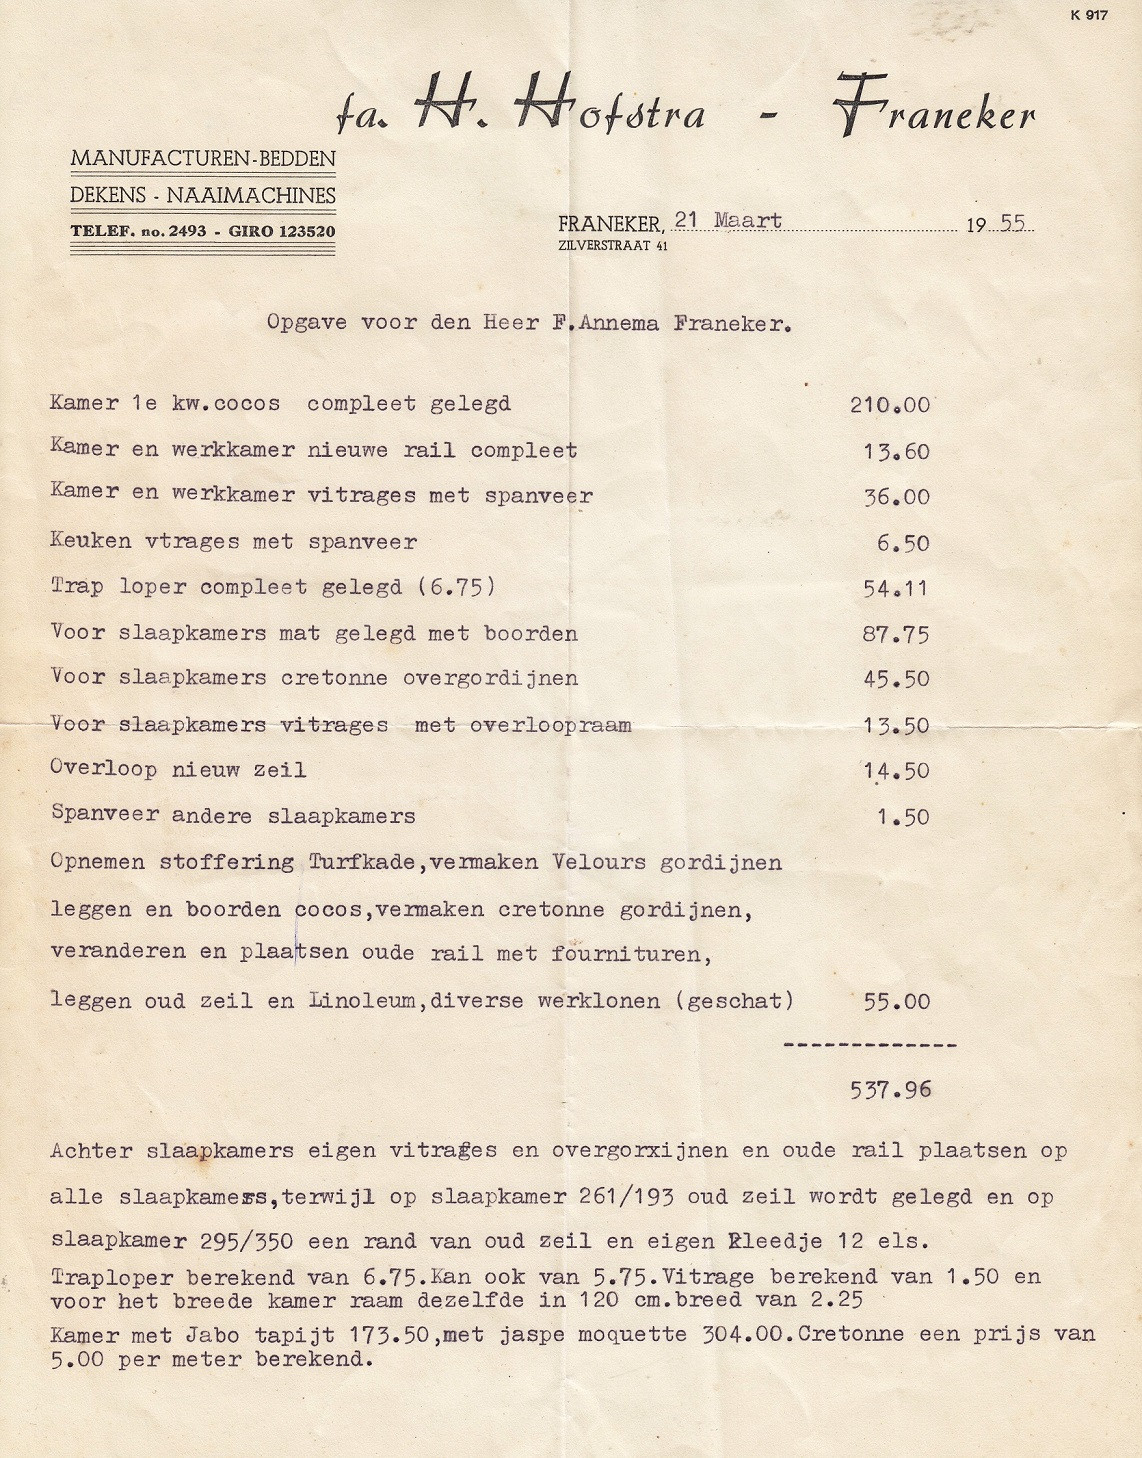 K 917
fa. H. Hofstra - Franeker
MANUFACTUREN-BEDDEN
DEKENS - NAAIMACHINES
TELEF. no. 2493 - GIRO 123520
FRANEKER, 21 Maart 19 55
ZILVERSTRAAT 41
Opgave voor den Heer F.Annema Franeker.
Kamer 1e kw.cocos compleet gelegd 210.00
Kamer en werkkamer nieuwe rail compleet 13.60
Kamer en werkkamer vitrages met spanveer 36.00
Keuken vtrages met spanveer 6.50
Trap loper compleet gelegd (6.75) 54.11
Voor slaapkamers mat gelegd met boorden 87.75
Voor slaapkamers cretonne overgordijnen 45.50
Voor slaapkamers vitrages met overloopraam 13.50
Overloop nieuw zeil 14.50
Spanveer andere slaapkamers 1.50
Opnemen stoffering Turfkade,vermaken Velours gordijnen
leggen en boorden cocos,vermaken cretonne gordijnen,
veranderen en plaatsen oude rail met fournituren,
leggen oud zeil en Linoleum,diverse werklonen (geschat) 55.00
-------------
537.96
Achter slaapkamers eigen vitrages en overgorxijnen en oude rail plaatsen op
alle slaapkamers,terwijl op slaapkamer 261/193 oud zeil wordt gelegd en op
slaapkamer 295/350 een rand van oud zeil en eigen Kleedje 12 els.
Traploper berekend van 6.75.Kan ook van 5.75.Vitrage berekend van 1.50 en
voor het breede kamer raam dezelfde in 120 cm.breed van 2.25
Kamer met Jabo tapijt 173.50,met jaspe moquette 304.00.Cretonne een prijs van
5.00 per meter berekend.